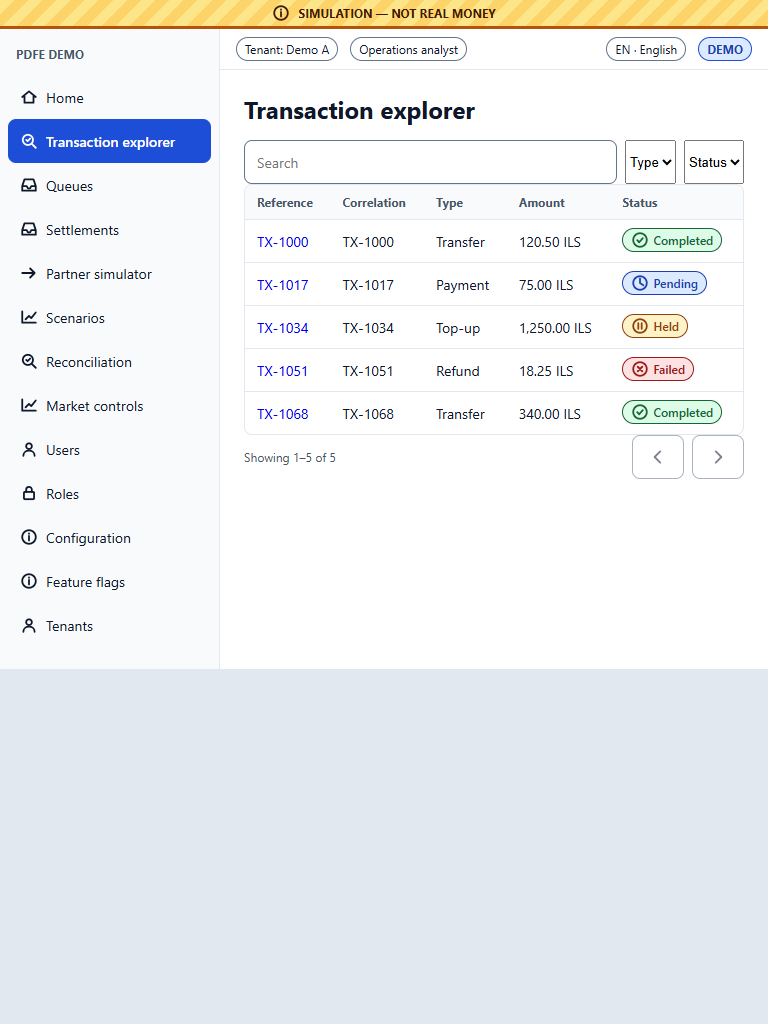 SIMULATION — NOT REAL MONEY
PDFE DEMO
Tenant: Demo A
Operations analyst
EN · English
DEMO
Home
Transaction explorer
Queues
Settlements
Partner simulator
Scenarios
Reconciliation
Market controls
Users
Roles
Configuration
Feature flags
Tenants
Transaction explorer
Search
Type
Status
Reference Correlation Type Amount Status
TX-1000 TX-1000 Transfer 120.50 ILS Completed
TX-1017 TX-1017 Payment 75.00 ILS Pending
TX-1034 TX-1034 Top-up 1,250.00 ILS Held
TX-1051 TX-1051 Refund 18.25 ILS Failed
TX-1068 TX-1068 Transfer 340.00 ILS Completed
Showing 1–5 of 5